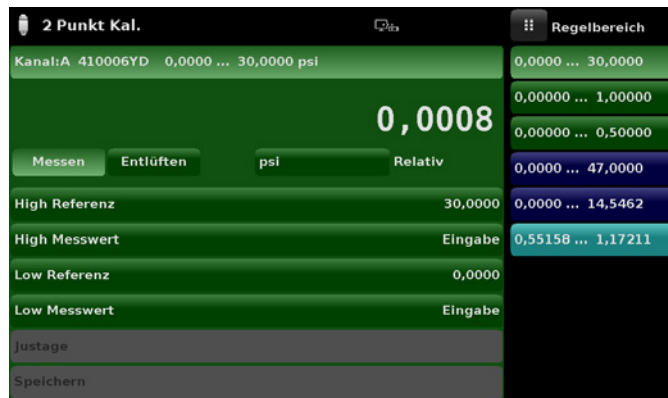 2 Punkt Kal.
Kanal:A 410006YD 0,0000 ... 30,0000 psi
0,0008
Messen Entlüften psi Relativ
High Referenz 30,0000
High Messwert Eingabe
Low Referenz 0,0000
Low Messwert Eingabe
Justage
Speichern
Regelbereich
0,0000 ... 30,0000
0,00000 ... 1,00000
0,00000 ... 0,50000
0,0000 ... 47,0000
0,0000 ... 14,5462
0,55158 ... 1,17211